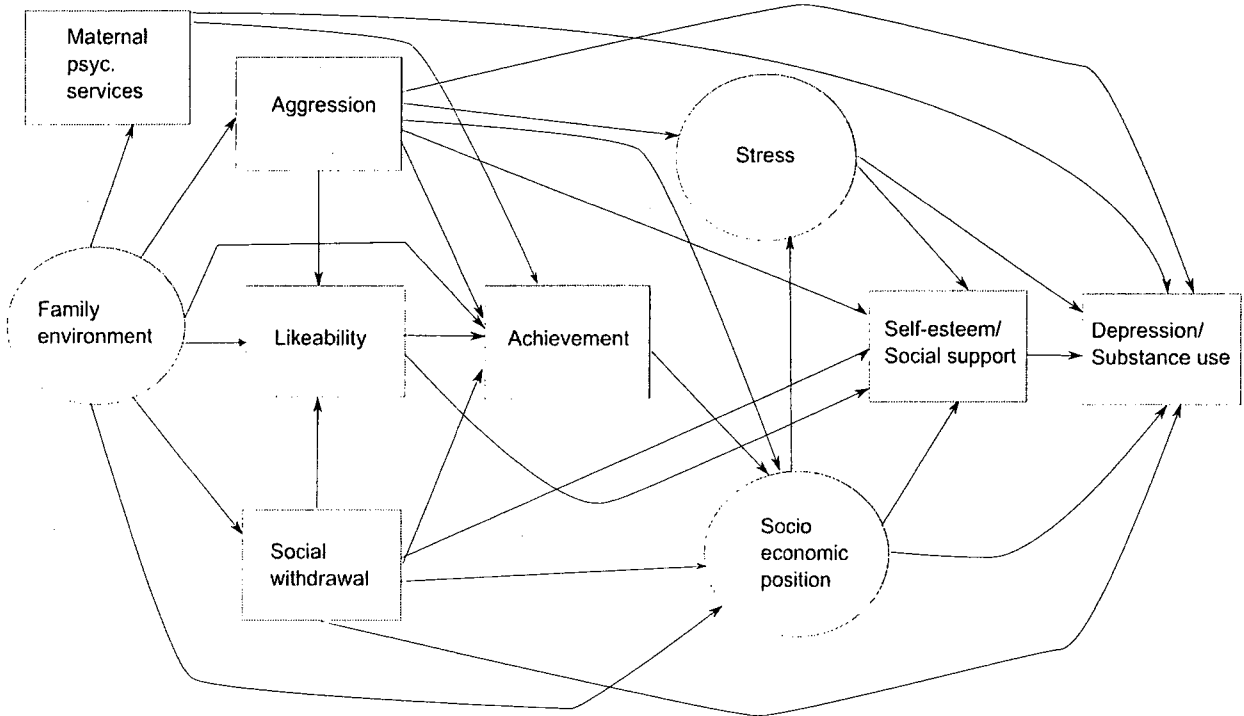 Maternal
psyc.
services
Aggression
Stress
Family
environment
Likeability
Achievement
Self-esteem/
Social support
Depression/
Substance use
Social
withdrawal
Socio
economic
position